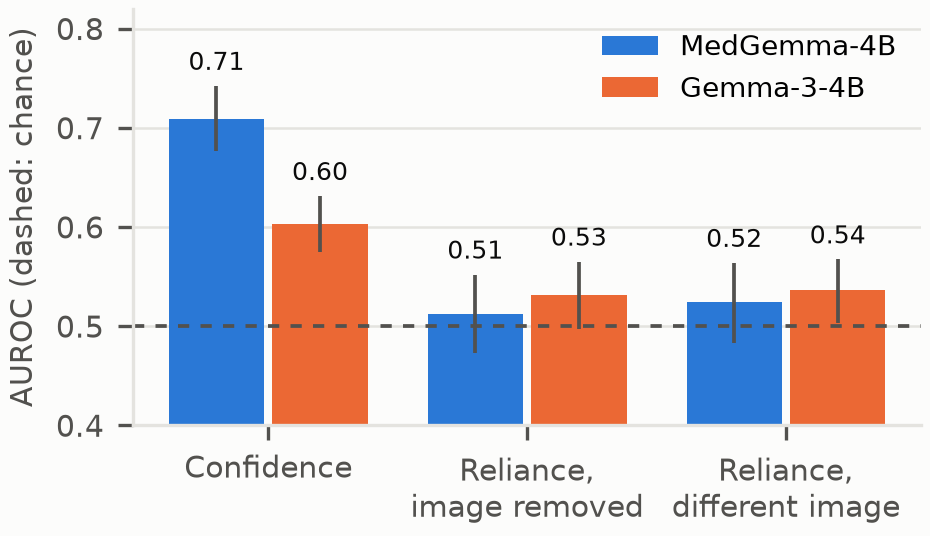 AUROC (dashed: chance)
0.8
0.7
0.6
0.5
0.4
MedGemma-4B
Gemma-3-4B
0.71
0.60
0.51
0.53
0.52
0.54
Confidence
Reliance,
image removed
Reliance,
different image